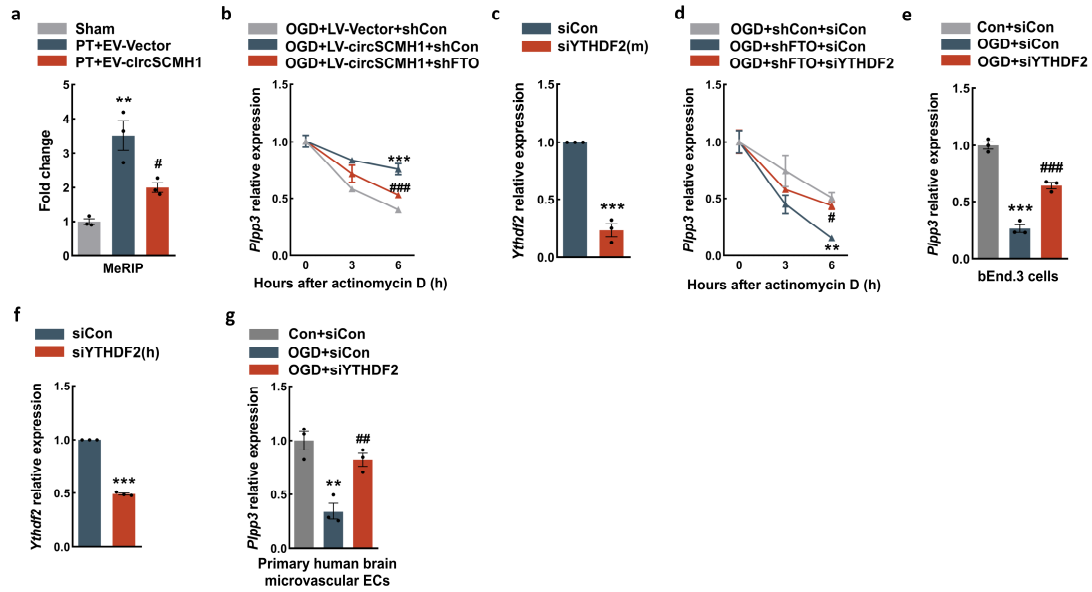 a
Sham
PT+EV-Vector
PT+EV-circSCMH1
Fold change
5
4
3
2
1
0
**
#
MeRIP
b
OGD+LV-Vector+shCon
OGD+LV-circSCMH1+shCon
OGD+LV-circSCMH1+shFTO
Plpp3 relative expression
1.5
1.0
0.5
0.0
***
###
0 3 6
Hours after actinomycin D (h)
c
siCon
siYTHDF2(m)
Ythdf2 relative expression
1.5
1.0
0.5
0.0
***
d
OGD+shCon+siCon
OGD+shFTO+siCon
OGD+shFTO+siYTHDF2
Plpp3 relative expression
1.5
1.0
0.5
0.0
#
**
0 3 6
Hours after actinomycin D (h)
e
Con+siCon
OGD+siCon
OGD+siYTHDF2
Plpp3 relative expression
1.5
1.0
0.5
0.0
***
###
bEnd.3 cells
f
siCon
siYTHDF2(h)
Ythdf2 relative expression
1.5
1.0
0.5
0.0
***
g
Con+siCon
OGD+siCon
OGD+siYTHDF2
Plpp3 relative expression
1.5
1.0
0.5
0.0
**
##
Primary human brain
microvascular ECs